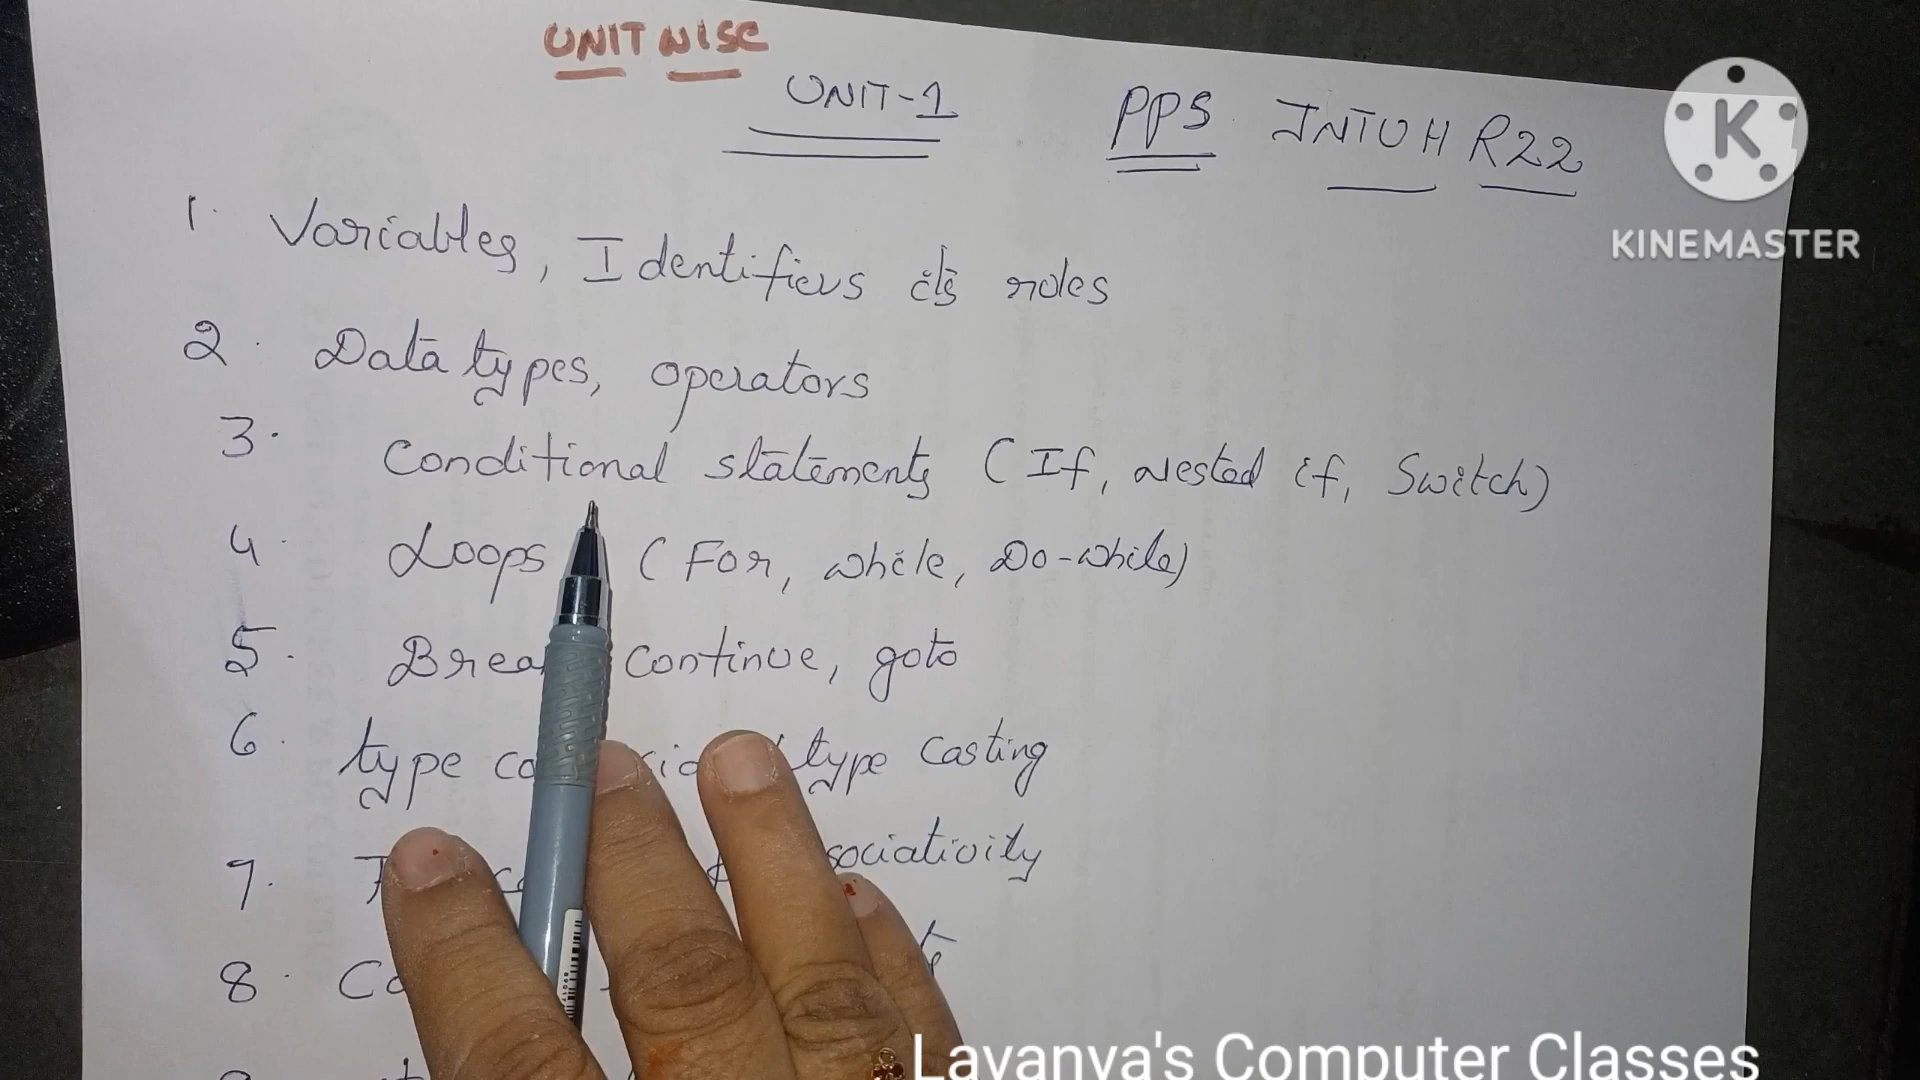 UNIT WISE
UNIT-1 PPS JNTUH R22
K
KINEMASTER
1. Variables, Identifiers its rules
2. Data types, operators
3. Conditional statements (If, Nested if, Switch)
4. Loops (For, while, Do-while)
5. continue, goto
6. type type casting
7.
8.
Lavanya's Computer Classes